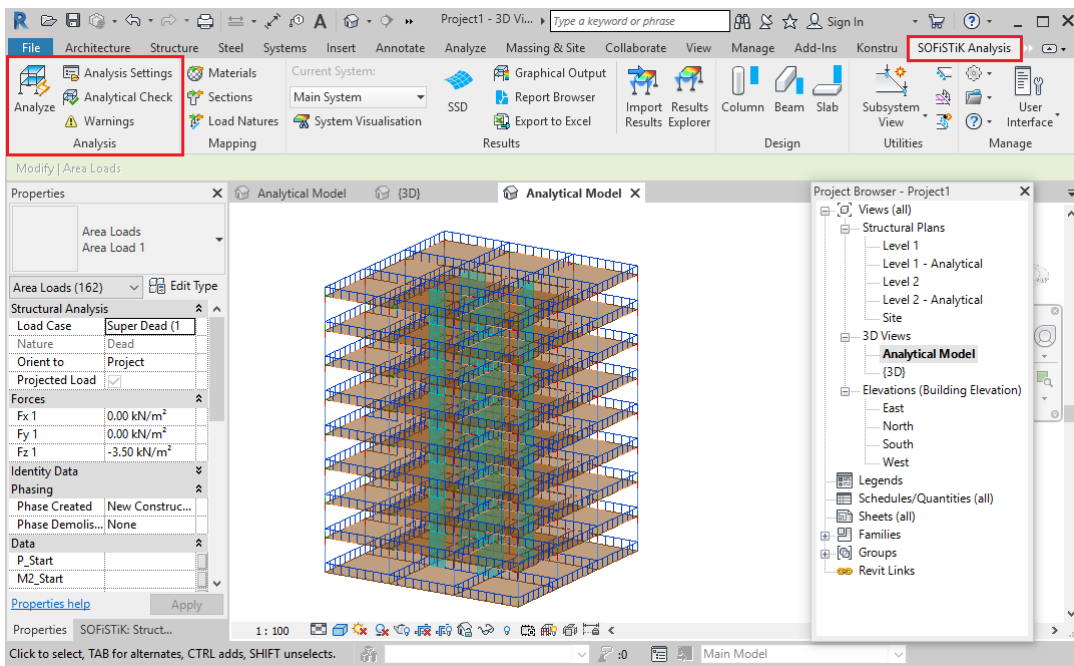 Project1 - 3D Vi...
Type a keyword or phrase
Sign In
File Architecture Structure Steel Systems Insert Annotate Analyze Massing & Site Collaborate View Manage Add-Ins Konstru SOFiSTiK Analysis
Analyze
Analysis Settings
Analytical Check
Warnings
Analysis
Materials
Sections
Load Natures
Mapping
Current System:
Main System
System Visualisation
SSD
Graphical Output
Report Browser
Export to Excel
Import Results
Results Explorer
Results
Column Beam Slab
Design
Subsystem View
Utilities
User Interface
Manage
Modify | Area Loads
Properties
Area Loads
Area Load 1
Area Loads (162)
Edit Type
Structural Analysis
Load Case Super Dead (1
Nature Dead
Orient to Project
Projected Load
Forces
Fx 1 0.00 kN/m²
Fy 1 0.00 kN/m²
Fz 1 -3.50 kN/m²
Identity Data
Phasing
Phase Created New Construc...
Phase Demolis... None
Data
P_Start
M2_Start
Properties help Apply
Properties SOFiSTiK: Struct...
Analytical Model {3D} Analytical Model
Project Browser - Project1
Views (all)
Structural Plans
Level 1
Level 1 - Analytical
Level 2
Level 2 - Analytical
Site
3D Views
Analytical Model
{3D}
Elevations (Building Elevation)
East
North
South
West
Legends
Schedules/Quantities (all)
Sheets (all)
Families
Groups
Revit Links
1 : 100
Click to select, TAB for alternates, CTRL adds, SHIFT unselects.
:0
Main Model